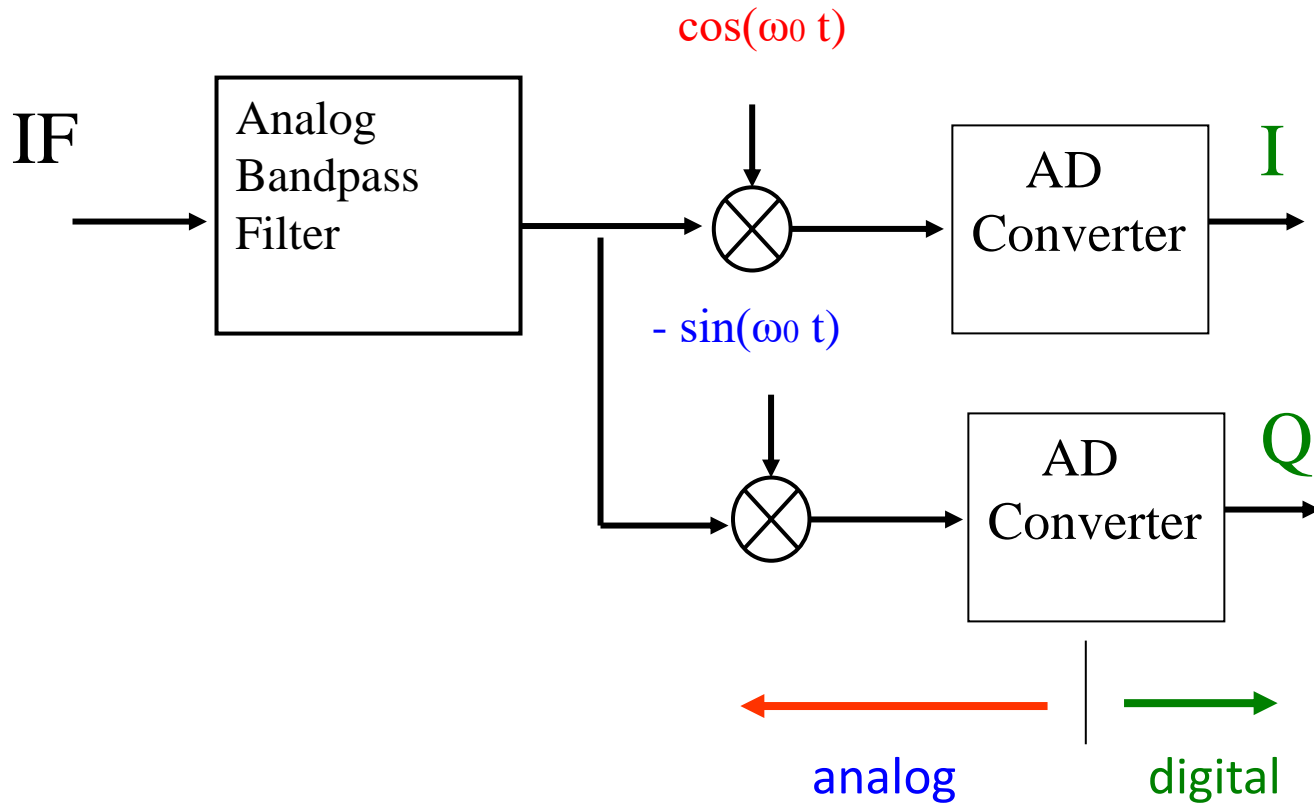 cos(ω₀ t)
IF
Analog
Bandpass
Filter
AD
Converter
I
- sin(ω₀ t)
AD
Converter
Q
analog
digital